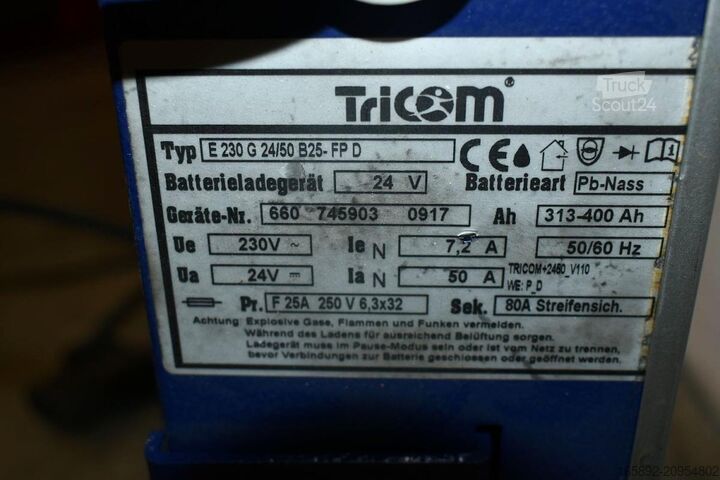 Truck
Scout24
TriCOM®
Typ E 230 G 24/50 B25- FP D
Batterieladegerät 24 V Batterieart Pb-Nass
Geräte-Nr. 660 745903 0917 Ah 313-400 Ah
Ue 230V ~ Ie N 7,2 A 50/60 Hz
Ua 24V Ia N 50 A TRICOM+2450_V110
WE: P_D
Pr. F 25A 250 V 6,3x32 Sek. 80A Streifensich.
Achtung: Explosive Gase, Flammen und Funken vermeiden.
Während des Ladens für ausreichend Belüftung sorgen.
Ladegerät muss im Pause-Modus sein oder ist vom Netz zu trennen,
bevor Verbindungen zur Batterie geschlossen oder geöffnet werden.